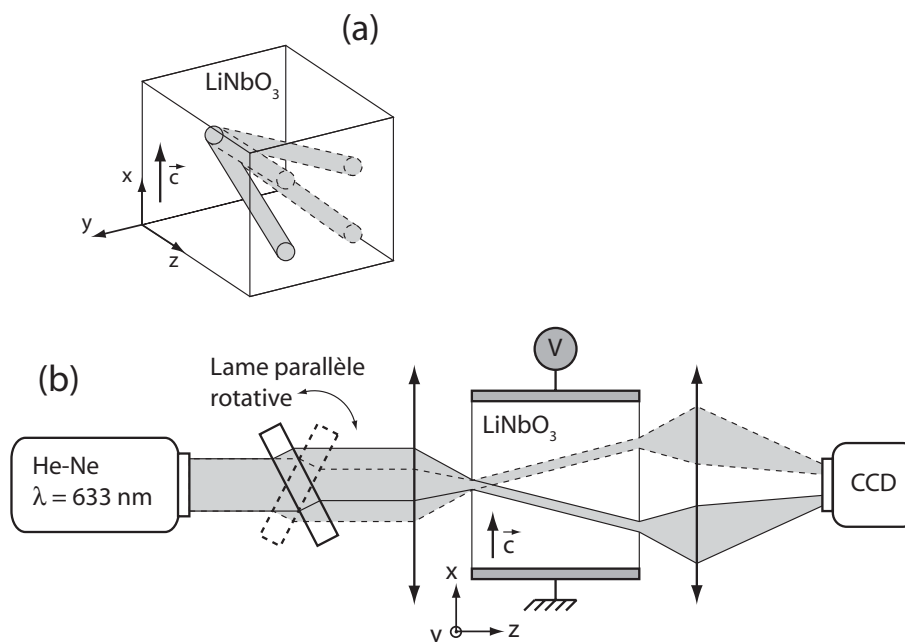 (a)
LiNbO3
x
c
y
z
(b)
Lame parallèle
rotative
V
He-Ne
λ = 633 nm
LiNbO3
CCD
c
x
y
z